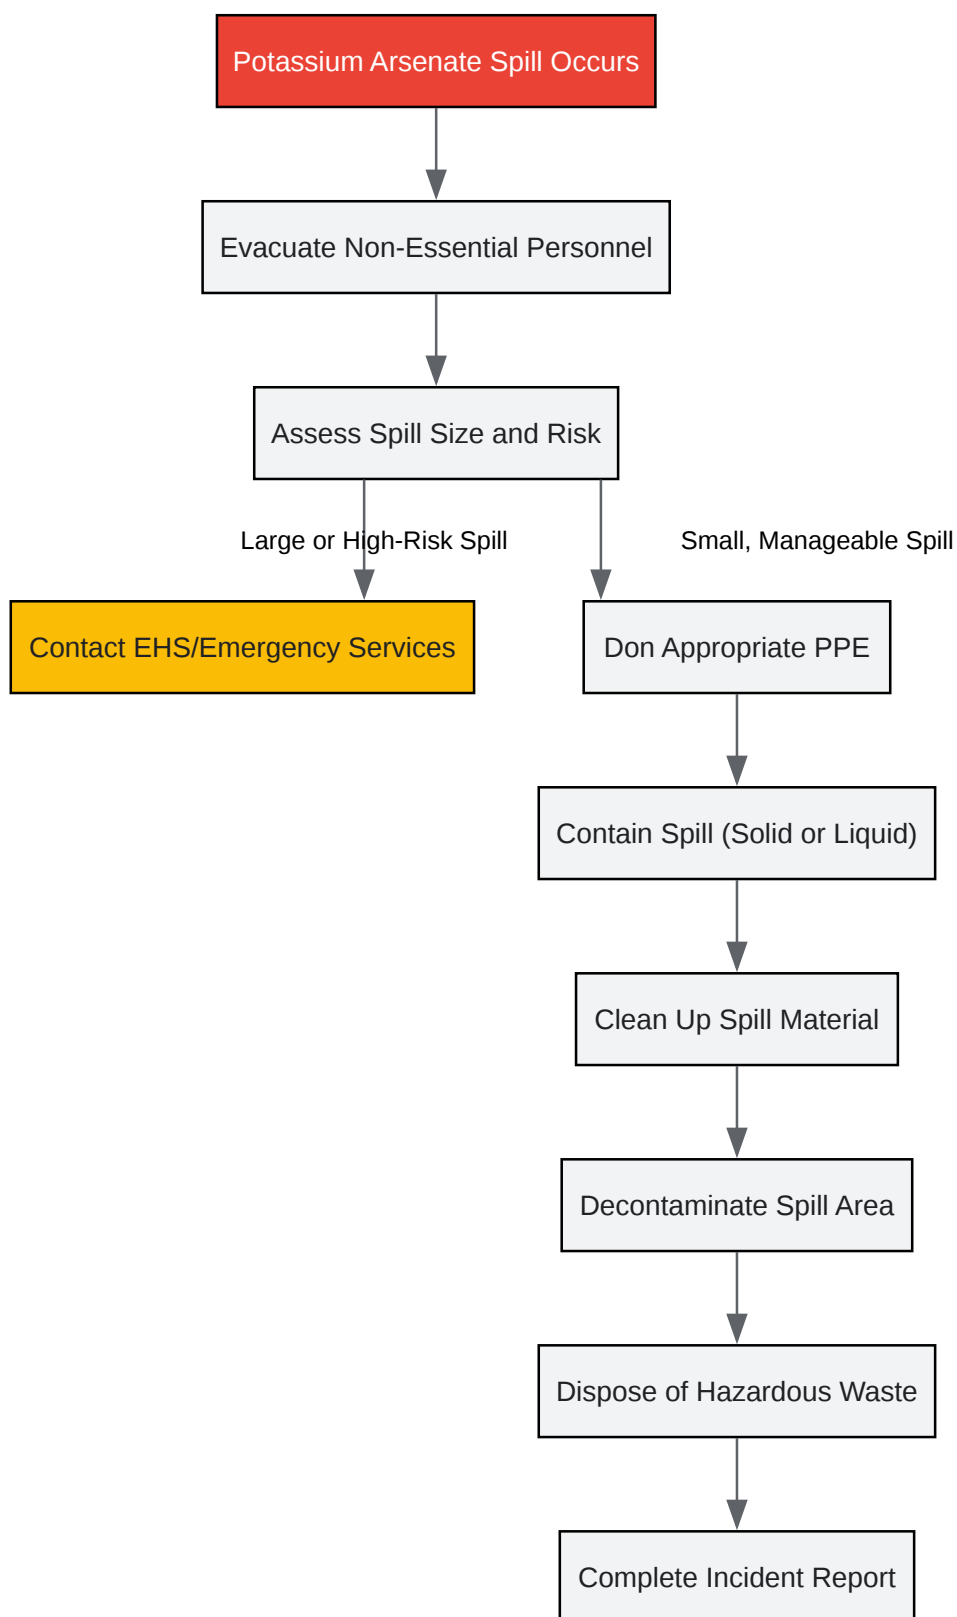 Potassium Arsenate Spill Occurs
Evacuate Non-Essential Personnel
Assess Spill Size and Risk
Large or High-Risk Spill
Small, Manageable Spill
Contact EHS/Emergency Services
Don Appropriate PPE
Contain Spill (Solid or Liquid)
Clean Up Spill Material
Decontaminate Spill Area
Dispose of Hazardous Waste
Complete Incident Report